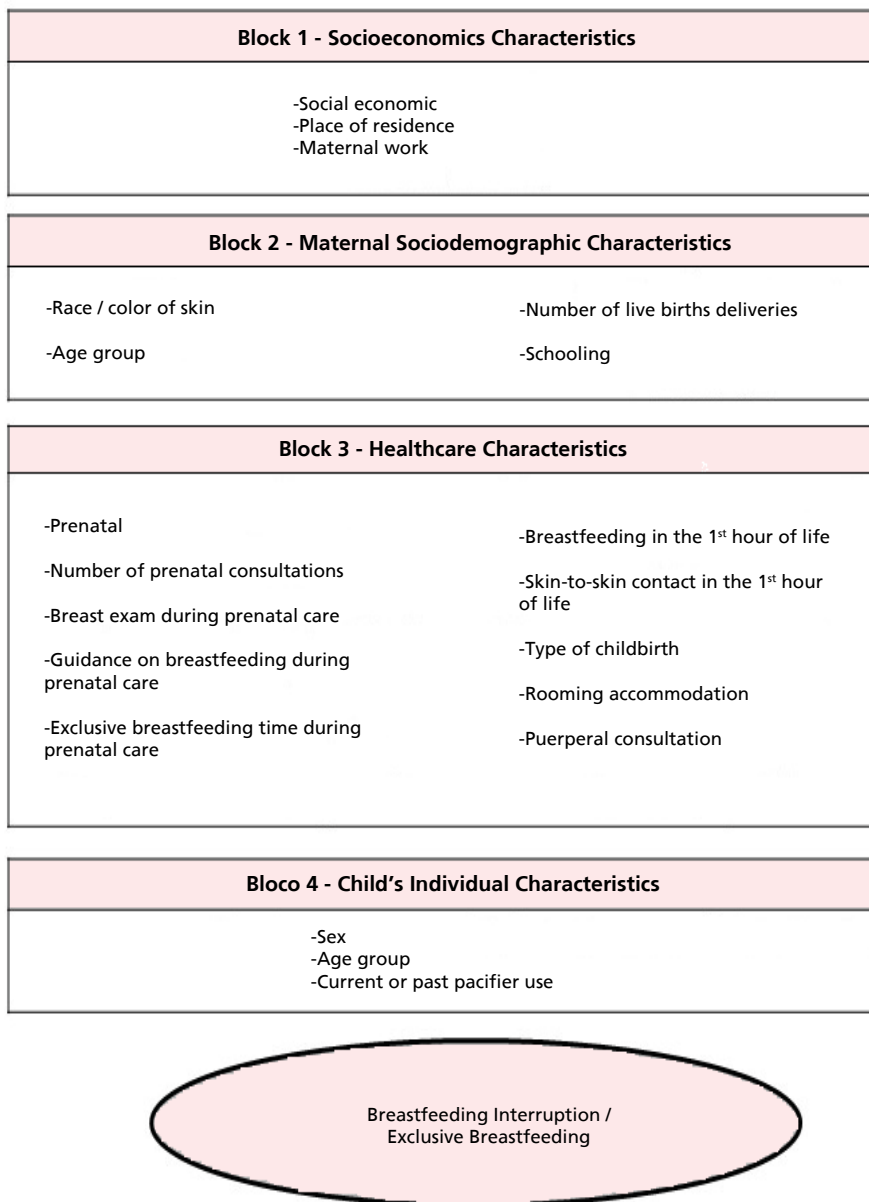 Block 1 - Socioeconomics Characteristics
-Social economic
-Place of residence
-Maternal work
Block 2 - Maternal Sociodemographic Characteristics
-Race / color of skin
-Age group
-Number of live births deliveries
-Schooling
Block 3 - Healthcare Characteristics
-Prenatal
-Number of prenatal consultations
-Breast exam during prenatal care
-Guidance on breastfeeding during
prenatal care
-Exclusive breastfeeding time during
prenatal care
-Breastfeeding in the 1st hour of life
-Skin-to-skin contact in the 1st hour
of life
-Type of childbirth
-Rooming accommodation
-Puerperal consultation
Bloco 4 - Child's Individual Characteristics
-Sex
-Age group
-Current or past pacifier use
Breastfeeding Interruption /
Exclusive Breastfeeding